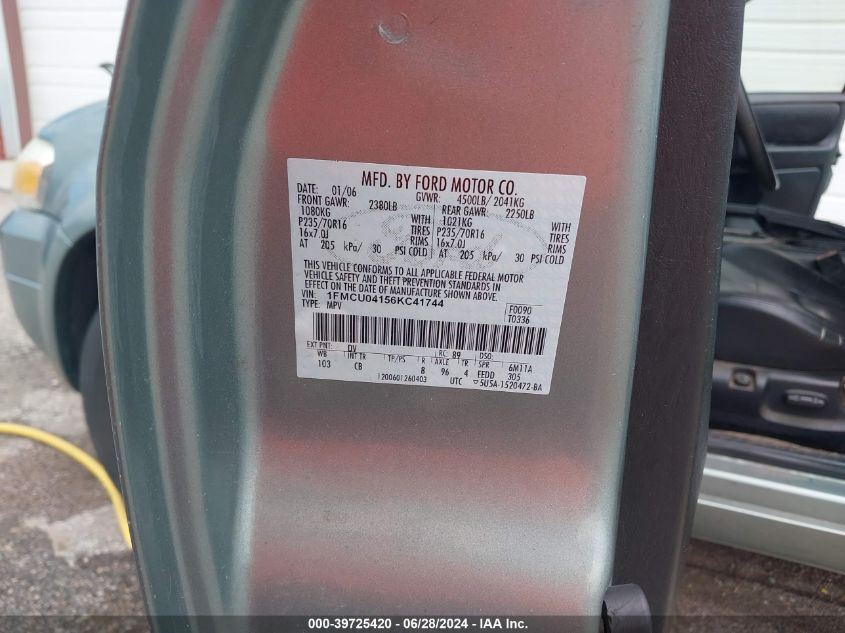 MFD. BY FORD MOTOR CO.
DATE: 01/06 GVWR: 4500LB/ 2041KG
FRONT GAWR: 2380LB REAR GAWR: 2250LB
1080KG WITH 1021KG WITH
P235/70R16 TIRES P235/70R16 TIRES
16x7.0J RIMS 16x7.0J RIMS
AT 205 kPa/ 30 PSI COLD AT 205 kPa/ 30 PSI COLD
THIS VEHICLE CONFORMS TO ALL APPLICABLE FEDERAL MOTOR
VEHICLE SAFETY AND THEFT PREVENTION STANDARDS IN
EFFECT ON THE DATE OF MANUFACTURE SHOWN ABOVE.
VIN: 1FMCU04156KC41744 F0090
TYPE: MPV T0336
EXT PNT: DV RC: 89 DSO:
WB INT TR TP/PS R AXLE TR SPR 6M11A
103 CB 8 96 4 FEDD 305
1200601260403 UTC ▽5U5A-1520472-BA
000-39725420 - 06/28/2024 - IAA Inc.